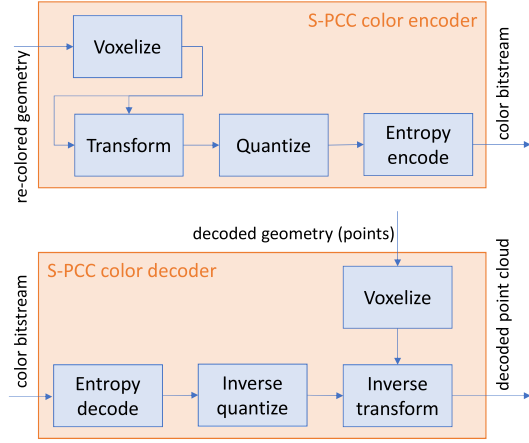 S-PCC color encoder
re-colored geometry
Voxelize
Transform
Quantize
Entropy
encode
color bitstream
decoded geometry (points)
S-PCC color decoder
color bitstream
Voxelize
Entropy
decode
Inverse
quantize
Inverse
transform
decoded point cloud